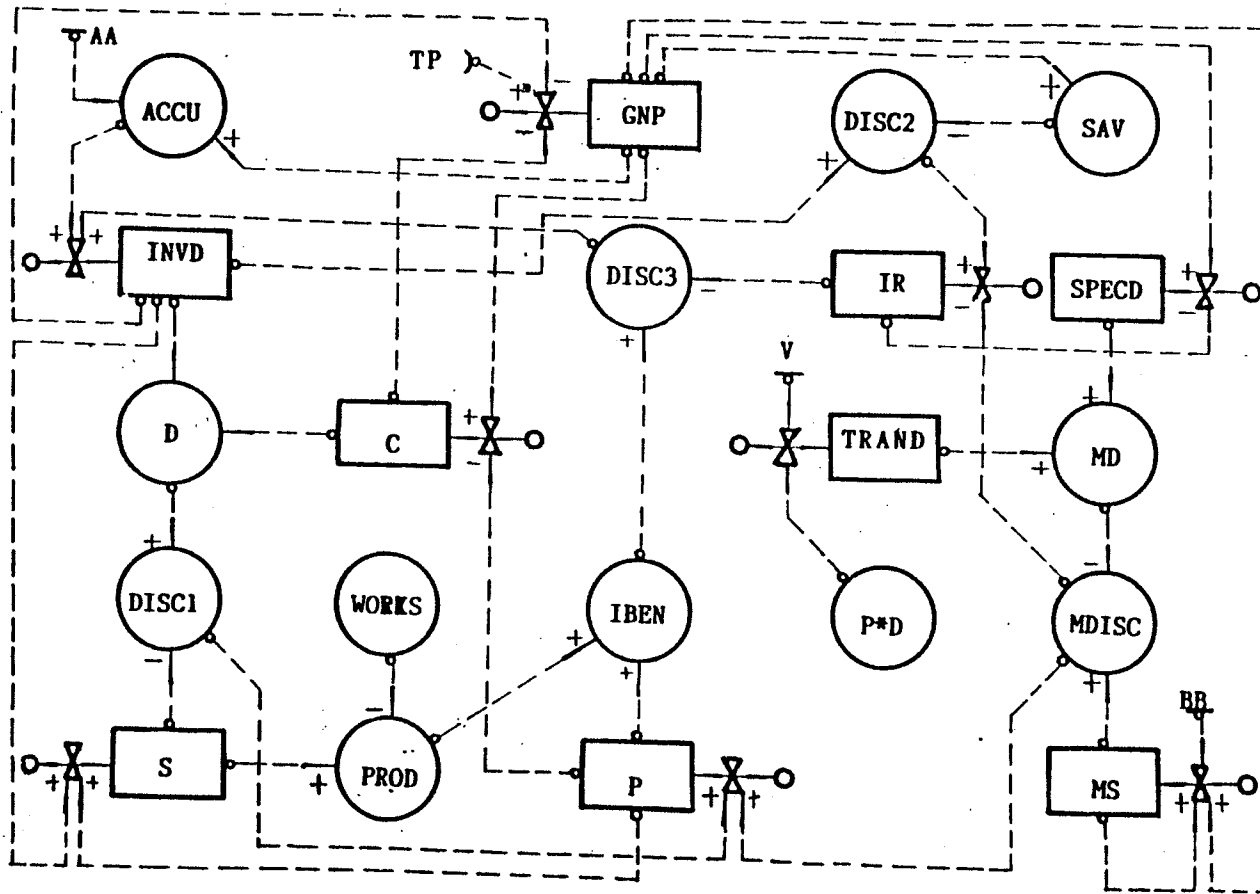 AA
TP
ACCU
GNP
DISC2
SAV
INVD
DISC3
IR
SPECD
V
D
C
TRAND
MD
DISC1
WORKS
IBEN
P*D
MDISC
BB
S
PROD
P
MS